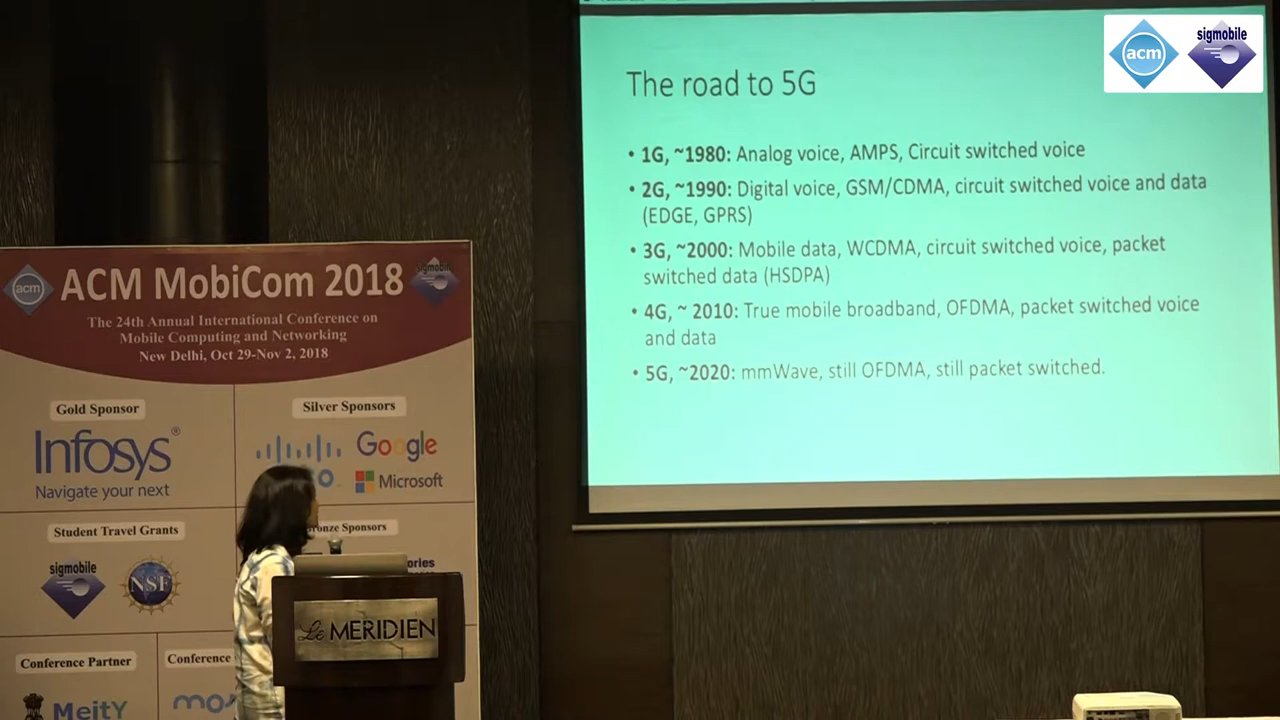 acm
sigmobile
The road to 5G
• 1G, ~1980: Analog voice, AMPS, Circuit switched voice
• 2G, ~1990: Digital voice, GSM/CDMA, circuit switched voice and data
(EDGE, GPRS)
• 3G, ~2000: Mobile data, WCDMA, circuit switched voice, packet
switched data (HSDPA)
• 4G, ~ 2010: True mobile broadband, OFDMA, packet switched voice
and data
• 5G, ~2020: mmWave, still OFDMA, still packet switched.
acm
ACM MobiCom 2018
sigmobile
The 24th Annual International Conference on
Mobile Computing and Networking
New Delhi, Oct 29-Nov 2, 2018
Gold Sponsor
Silver Sponsors
Infosys®
Navigate your next
Google
Microsoft
Student Travel Grants
Sponsors
sigmobile
NSF
Le MERIDIEN
Conference Partner
Conference
MeitY